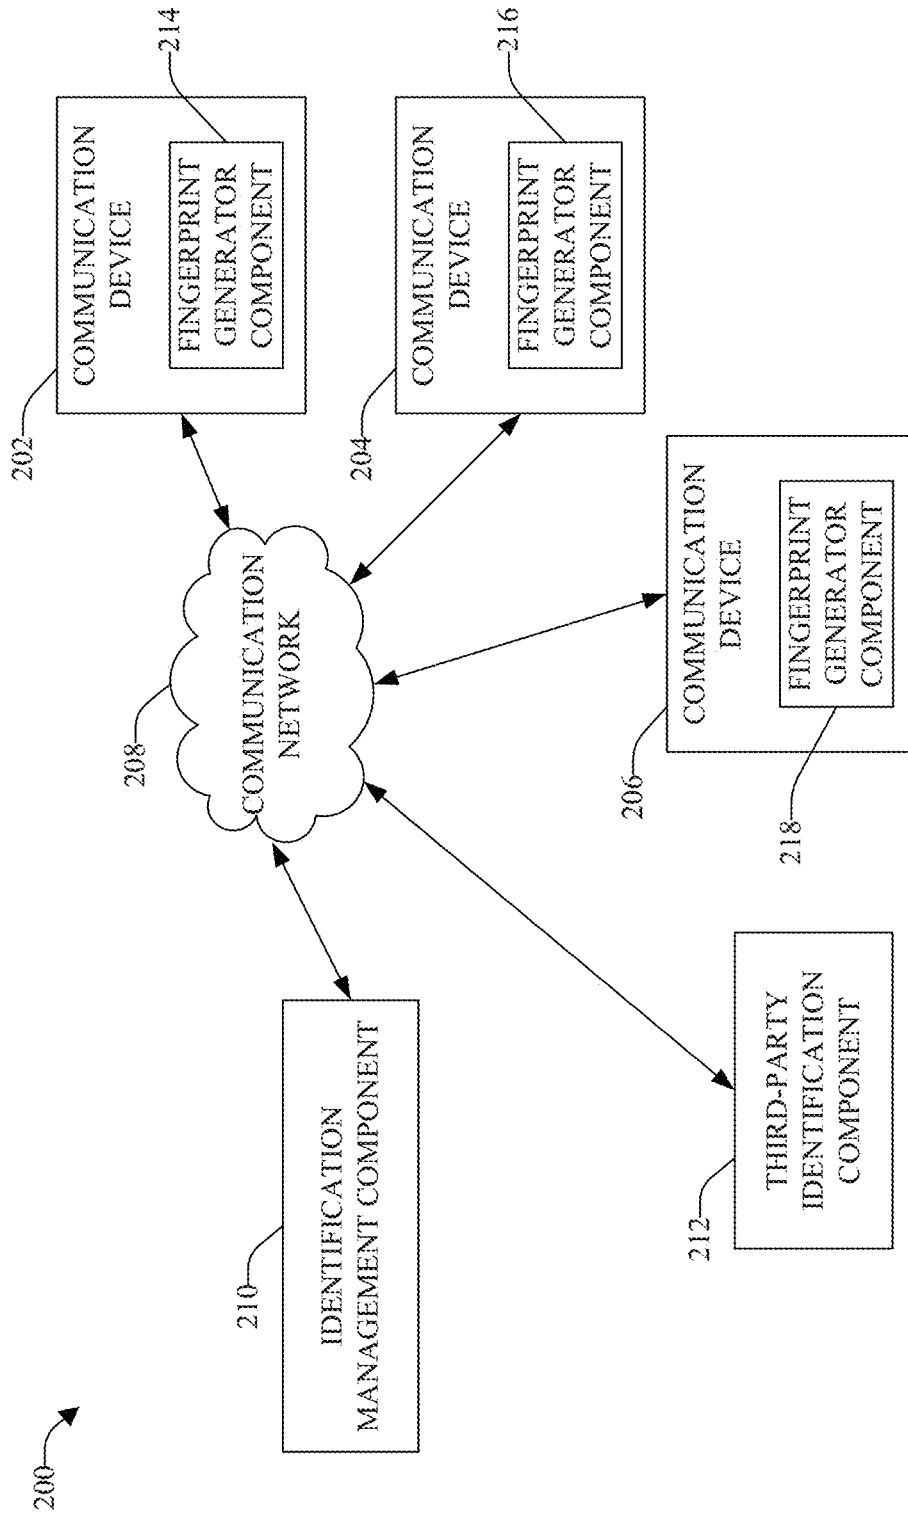 200
210
IDENTIFICATION
MANAGEMENT COMPONENT
208
COMMUNICATION
NETWORK
202
COMMUNICATION
DEVICE
FINGERPRINT
GENERATOR
COMPONENT
214
204
COMMUNICATION
DEVICE
FINGERPRINT
GENERATOR
COMPONENT
216
212
THIRD-PARTY
IDENTIFICATION
COMPONENT
206
COMMUNICATION
DEVICE
218
FINGERPRINT
GENERATOR
COMPONENT